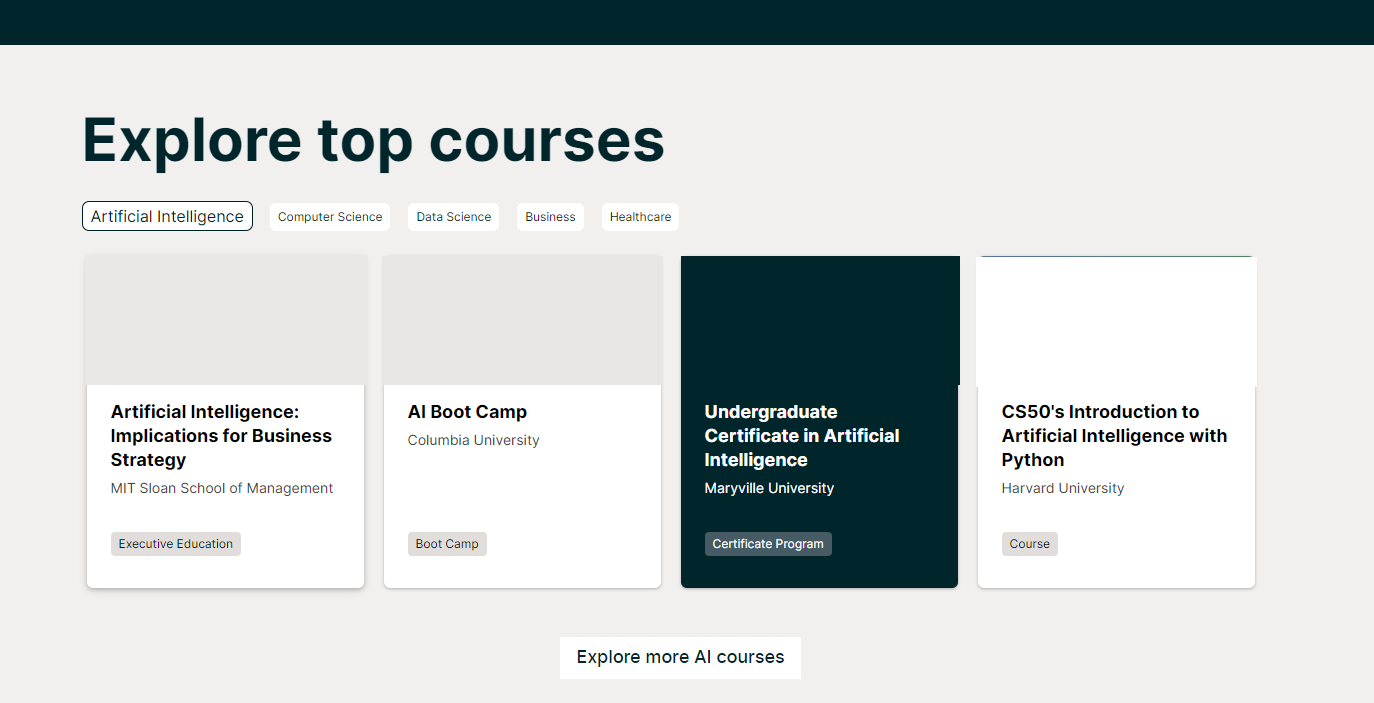 Explore top courses
Artificial Intelligence
Computer Science
Data Science
Business
Healthcare
Artificial Intelligence:
Implications for Business
Strategy
MIT Sloan School of Management
Executive Education
AI Boot Camp
Columbia University
Boot Camp
Undergraduate
Certificate in Artificial
Intelligence
Maryville University
Certificate Program
CS50's Introduction to
Artificial Intelligence with
Python
Harvard University
Course
Explore more AI courses